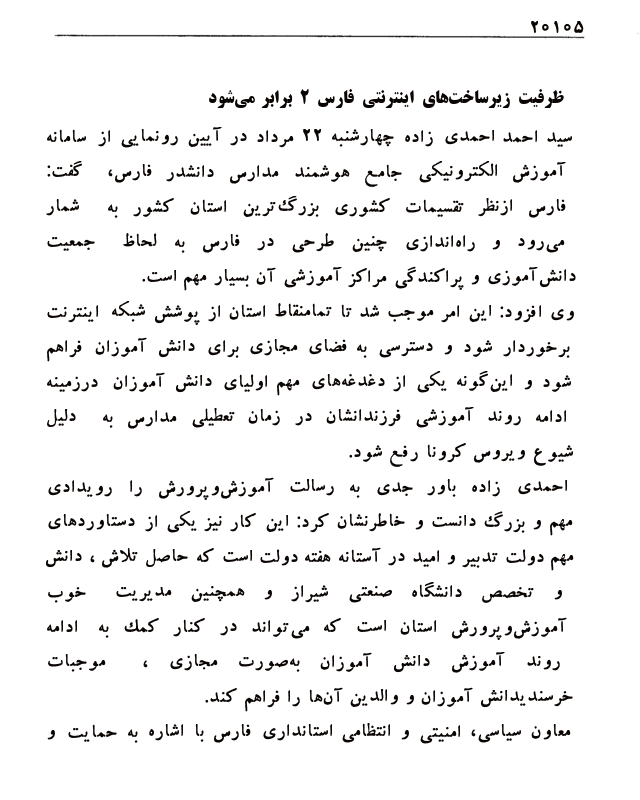 ۲۰۱۰۵
ظرفیت زیرساخت‌های اینترنتی فارس ۲ برابر می‌شود
سید احمد احمدی زاده چهارشنبه ۲۲ مرداد در آیین رونمایی از سامانه
آموزش الکترونیکی جامع هوشمند مدارس دانشدر فارس، گفت:
فارس ازنظر تقسیمات کشوری بزرگ‌ترین استان کشور به شمار
می‌رود و راه‌اندازی چنین طرحی در فارس به لحاظ جمعیت
دانش‌آموزی و پراکندگی مراکز آموزشی آن بسیار مهم است.
وی افزود: این امر موجب شد تا تمامنقاط استان از پوشش شبکه اینترنت
برخوردار شود و دسترسی به فضای مجازی برای دانش آموزان فراهم
شود و این‌گونه یکی از دغدغه‌های مهم اولیای دانش آموزان درزمینه
ادامه روند آموزشی فرزندانشان در زمان تعطیلی مدارس به دلیل
شیوع ویروس کرونا رفع شود.
احمدی زاده باور جدی به رسالت آموزش‌وپرورش را رویدادی
مهم و بزرگ دانست و خاطرنشان کرد: این کار نیز یکی از دستاوردهای
مهم دولت تدبیر و امید در آستانه هفته دولت است که حاصل تلاش ، دانش
و تخصص دانشگاه صنعتی شیراز و همچنین مدیریت خوب
آموزش‌وپرورش استان است که می‌تواند در کنار کمک به ادامه
روند آموزش دانش آموزان به‌صورت مجازی ، موجبات
خرسندیدانش آموزان و والدین آن‌ها را فراهم کند.
معاون سیاسی، امنیتی و انتظامی استانداری فارس با اشاره به حمایت و